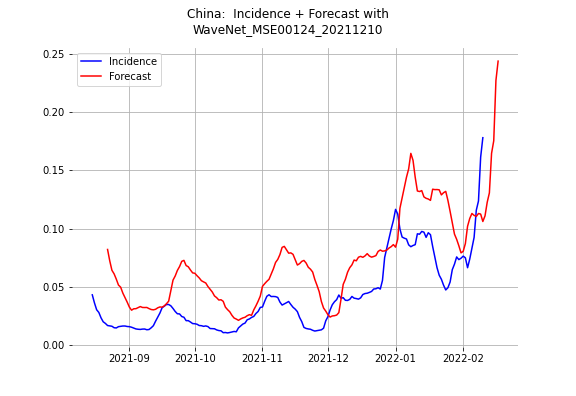 China:  Incidence + Forecast with
WaveNet_MSE00124_20211210
0.25
Incidence
Forecast
0.20
0.15
0.10
0.05
0.00
2021-09 2021-10 2021-11 2021-12 2022-01 2022-02